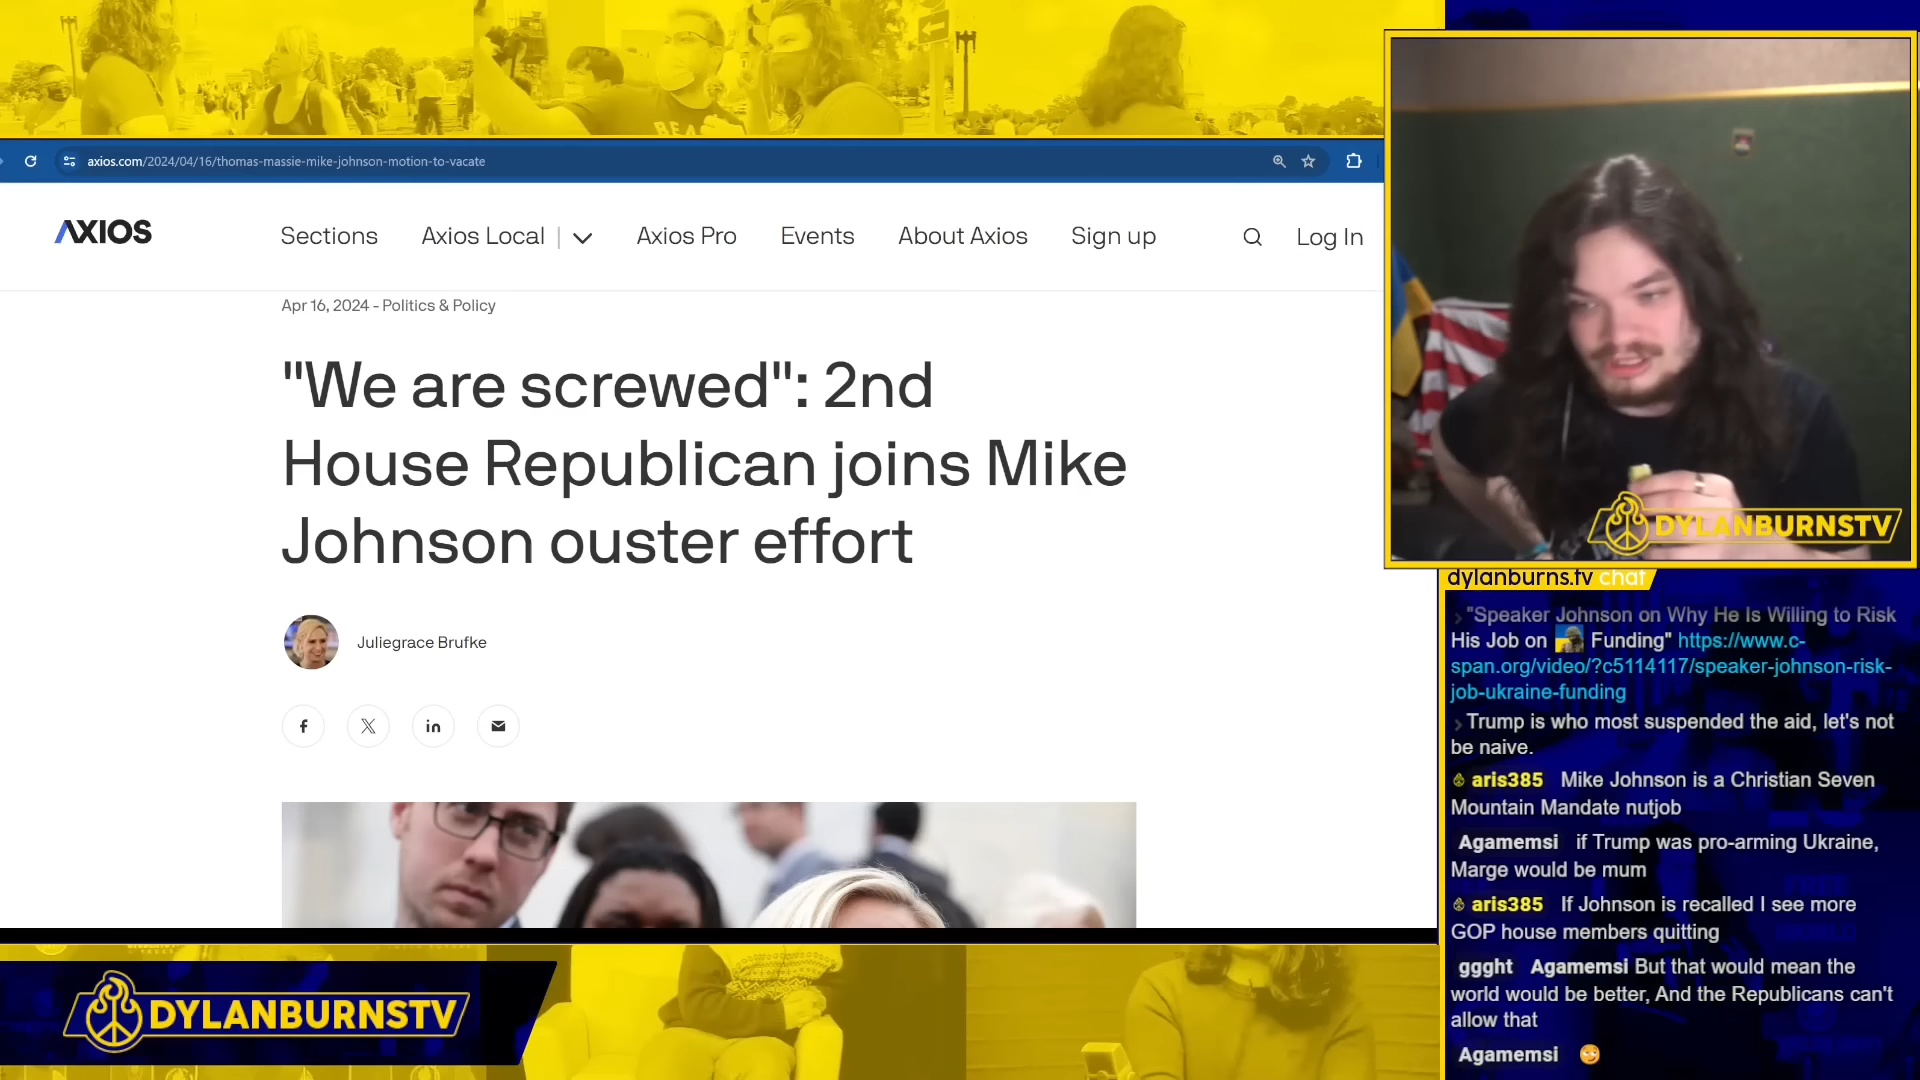 BEA
axios.com/2024/04/16/thomas-massie-mike-johnson-motion-to-vacate
AXIOS
Sections
Axios Local
Axios Pro
Events
About Axios
Sign up
Log In
Apr 16, 2024 - Politics & Policy
"We are screwed": 2nd
House Republican joins Mike
Johnson ouster effort
Juliegrace Brufke
DYLANBURNSTV
dylanburns.tv chat
"Speaker Johnson on Why He Is Willing to Risk
His Job on Funding" https://www.c-
span.org/video/?c5114117/speaker-johnson-risk-
job-ukraine-funding
Trump is who most suspended the aid, let's not
be naive.
aris385 Mike Johnson is a Christian Seven
Mountain Mandate nutjob
Agamemsi if Trump was pro-arming Ukraine,
Marge would be mum
aris385 If Johnson is recalled I see more
GOP house members quitting
ggght Agamemsi But that would mean the
world would be better, And the Republicans can't
allow that
Agamemsi
DYLANBURNSTV